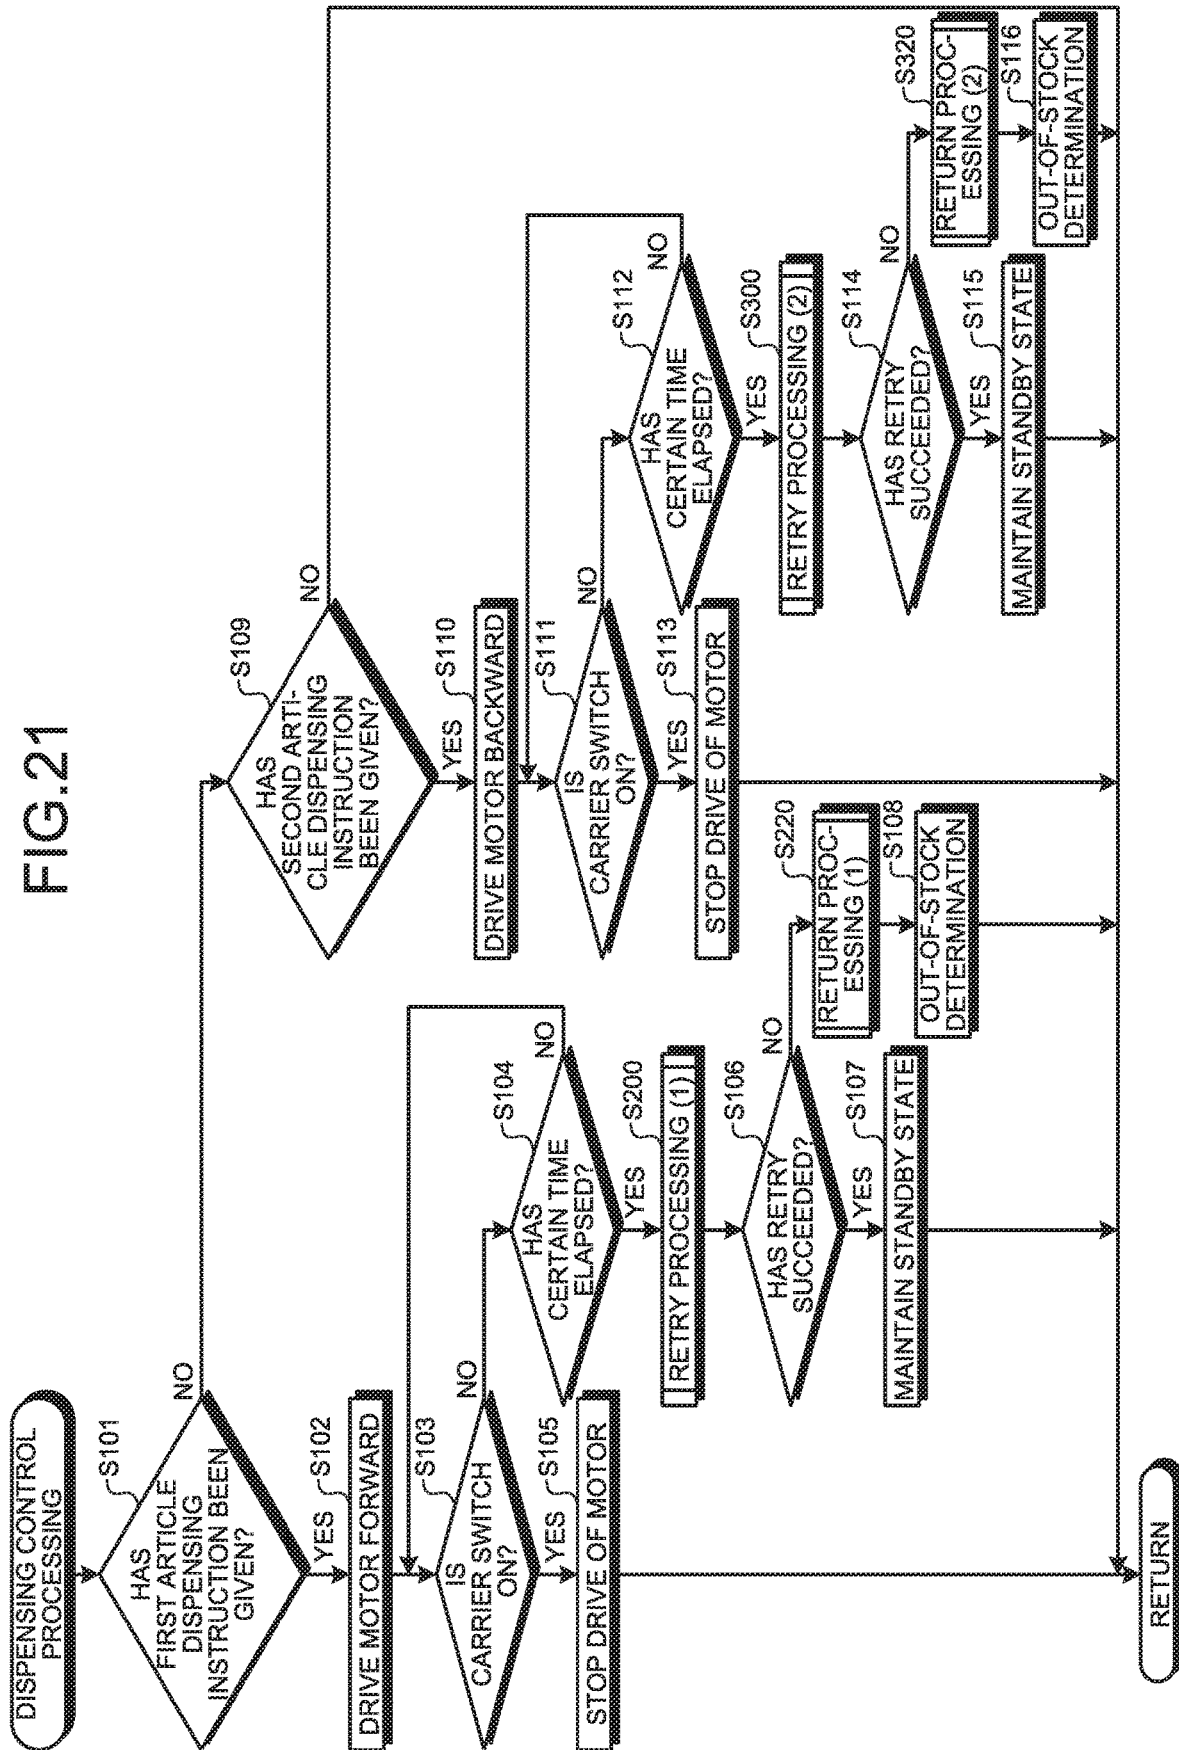 FIG.21
DISPENSING CONTROL
PROCESSING
S101
HAS
FIRST ARTICLE
DISPENSING
INSTRUCTION BEEN
GIVEN?
NO
YES
S102
DRIVE MOTOR FORWARD
S103
IS
CARRIER SWITCH
ON?
NO
YES
S105
STOP DRIVE OF MOTOR
S104
HAS
CERTAIN TIME
ELAPSED?
NO
YES
S200
RETRY PROCESSING (1)
S106
HAS RETRY
SUCCEEDED?
NO
YES
S107
MAINTAIN STANDBY STATE
S220
RETURN PROC-
ESSING (1)
S108
OUT-OF-STOCK
DETERMINATION
S109
HAS
SECOND ARTI-
CLE DISPENSING
INSTRUCTION
BEEN GIVEN?
NO
YES
S110
DRIVE MOTOR BACKWARD
S111
IS
CARRIER SWITCH
ON?
NO
YES
S113
STOP DRIVE OF MOTOR
S112
HAS
CERTAIN TIME
ELAPSED?
NO
YES
S300
RETRY PROCESSING (2)
S114
HAS RETRY
SUCCEEDED?
NO
YES
S115
MAINTAIN STANDBY STATE
S320
RETURN PROC-
ESSING (2)
S116
OUT-OF-STOCK
DETERMINATION
RETURN